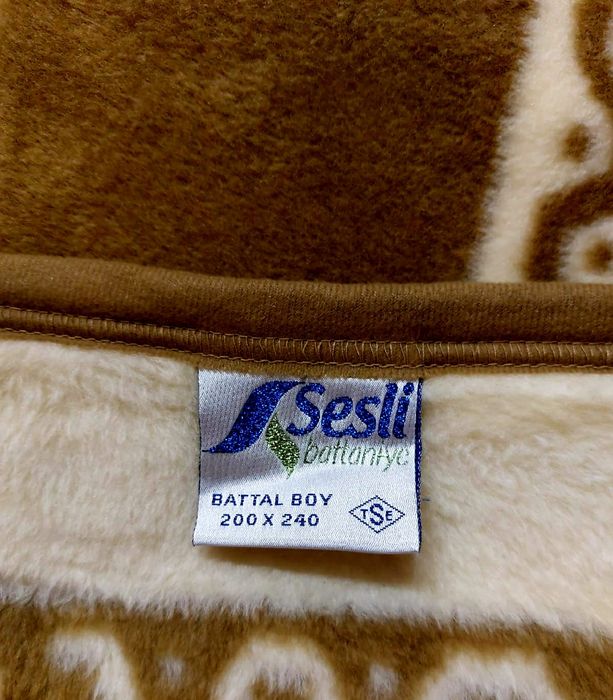 Sesli
battaniye
BATTAL BOY
200 X 240
TSE